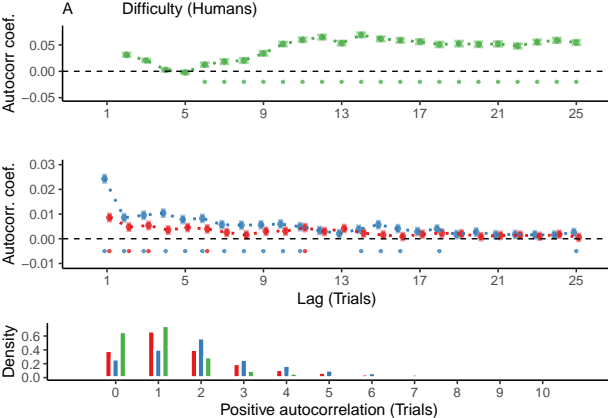 A Difficulty (Humans)
Autocorr coef.
0.05
0.00
−0.05
1 5 9 13 17 21 25
Autocorr. coef.
0.03
0.02
0.01
0.00
−0.01
1 5 9 13 17 21 25
Lag (Trials)
Density
0.6
0.4
0.2
0.0
0 1 2 3 4 5 6 7 8 9 10
Positive autocorrelation (Trials)